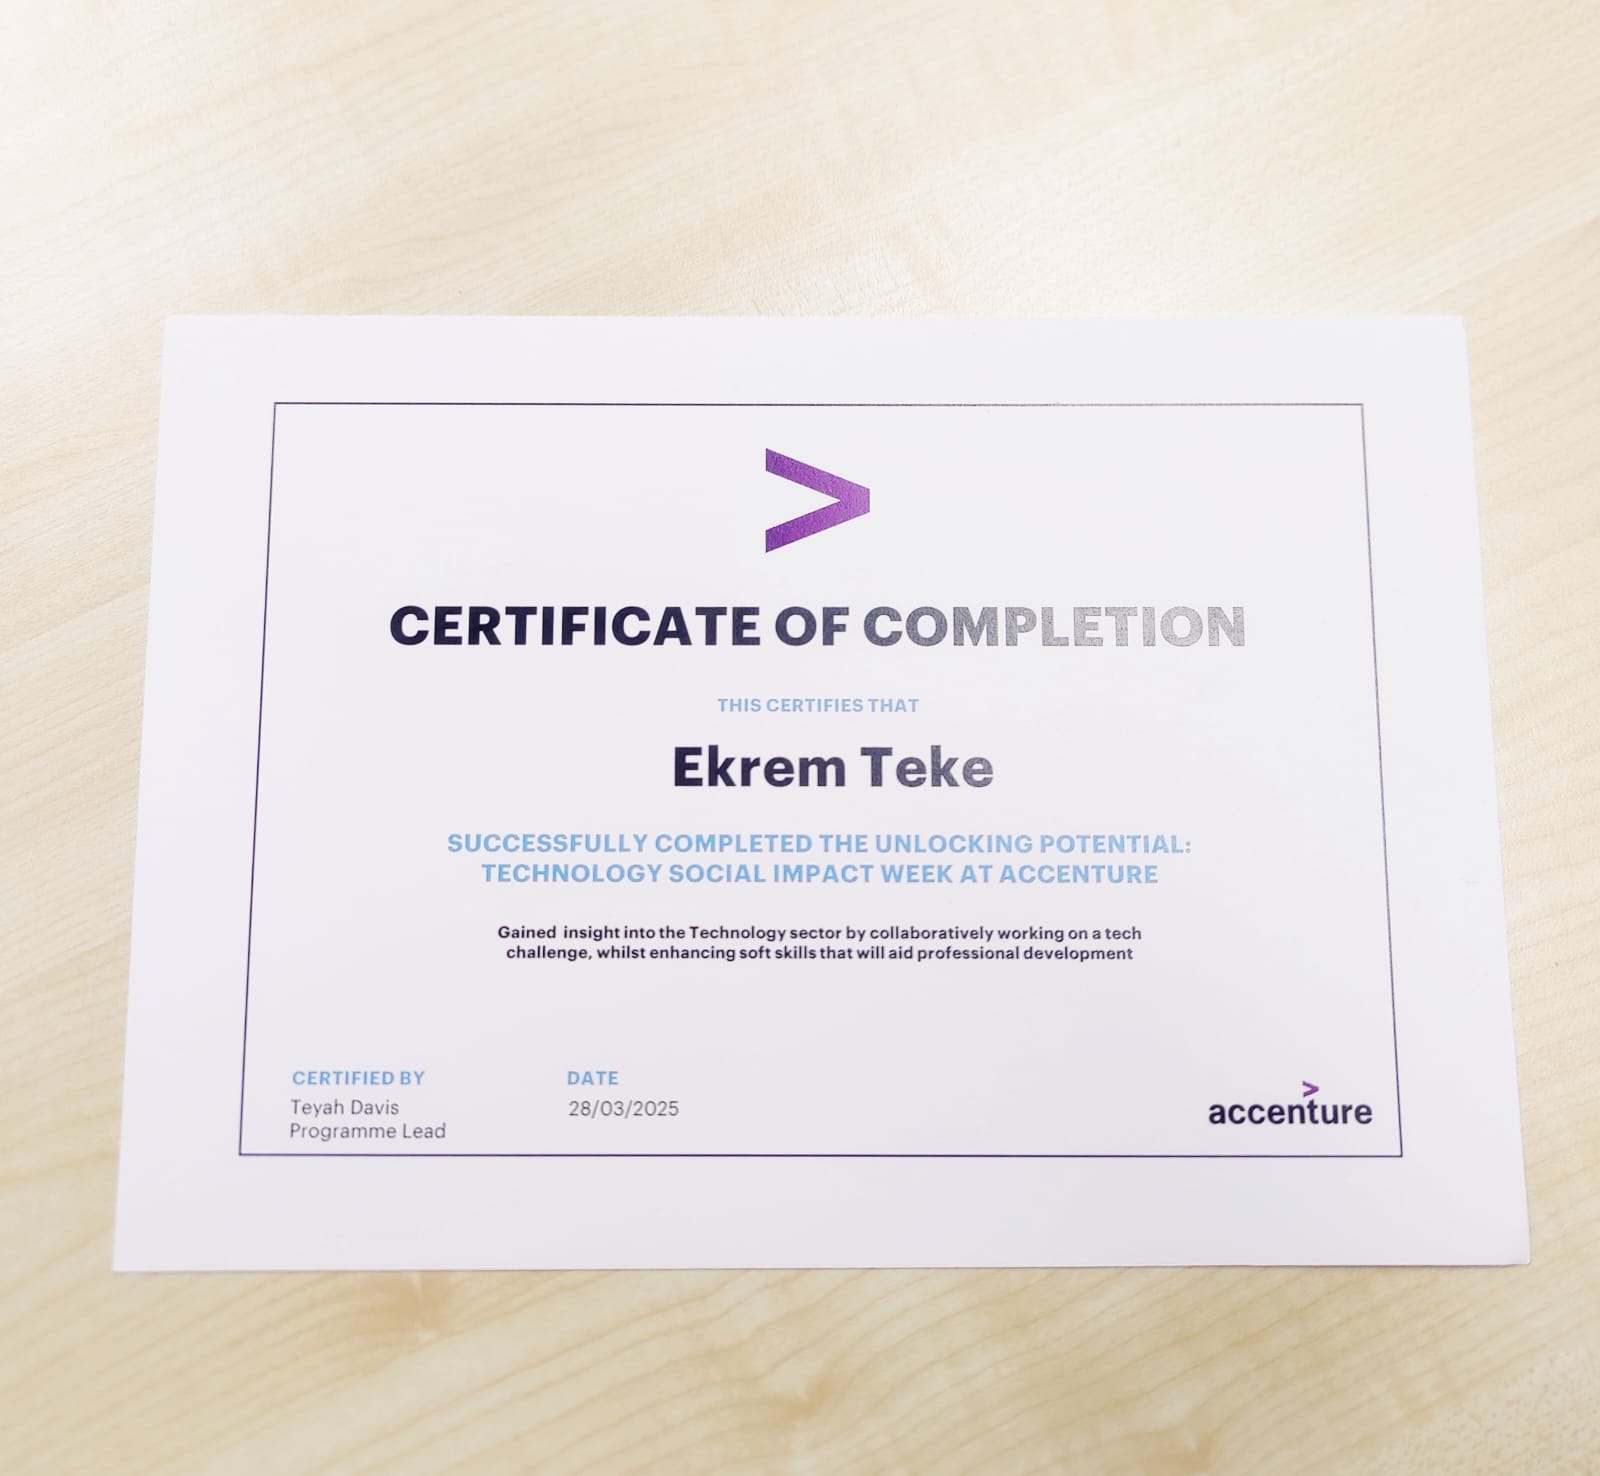 CERTIFICATE OF COMPLETION
THIS CERTIFIES THAT
Ekrem Teke
SUCCESSFULLY COMPLETED THE UNLOCKING POTENTIAL:
TECHNOLOGY SOCIAL IMPACT WEEK AT ACCENTURE
Gained insight into the Technology sector by collaboratively working on a tech
challenge, whilst enhancing soft skills that will aid professional development
CERTIFIED BY
Teyah Davis
Programme Lead
DATE
28/03/2025
accenture